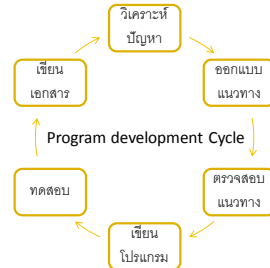 วิเคราะห์
ปัญหา
ออกแบบ
แนวทาง
ตรวจสอบ
แนวทาง
เขียน
โปรแกรม
ทดสอบ
เขียน
เอกสาร
Program development Cycle